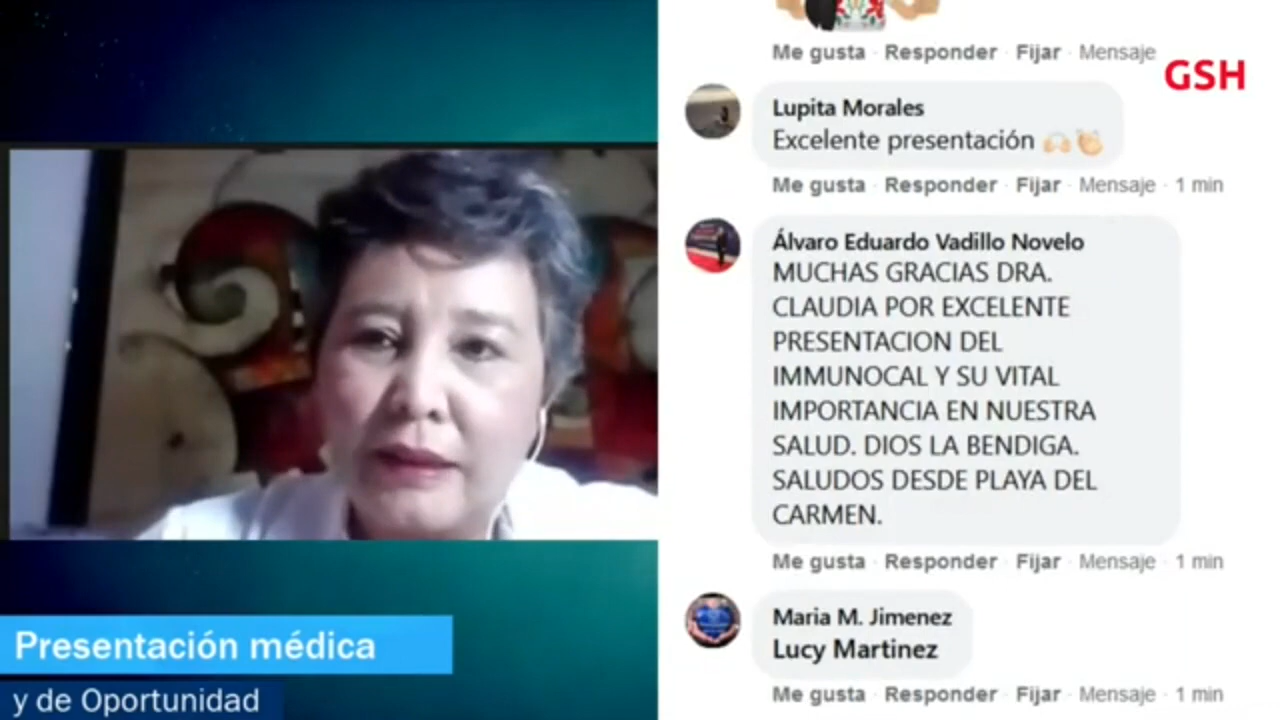 Me gusta · Responder · Fijar · Mensaje
GSH
Lupita Morales
Excelente presentación 🙌🏻👏🏻
Me gusta · Responder · Fijar · Mensaje · 1 min
Álvaro Eduardo Vadillo Novelo
MUCHAS GRACIAS DRA.
CLAUDIA POR EXCELENTE
PRESENTACION DEL
IMMUNOCAL Y SU VITAL
IMPORTANCIA EN NUESTRA
SALUD. DIOS LA BENDIGA.
SALUDOS DESDE PLAYA DEL
CARMEN.
Me gusta · Responder · Fijar · Mensaje · 1 min
Maria M. Jimenez
Lucy Martinez
Me gusta · Responder · Fijar · Mensaje · 1 min
Presentación médica
y de Oportunidad